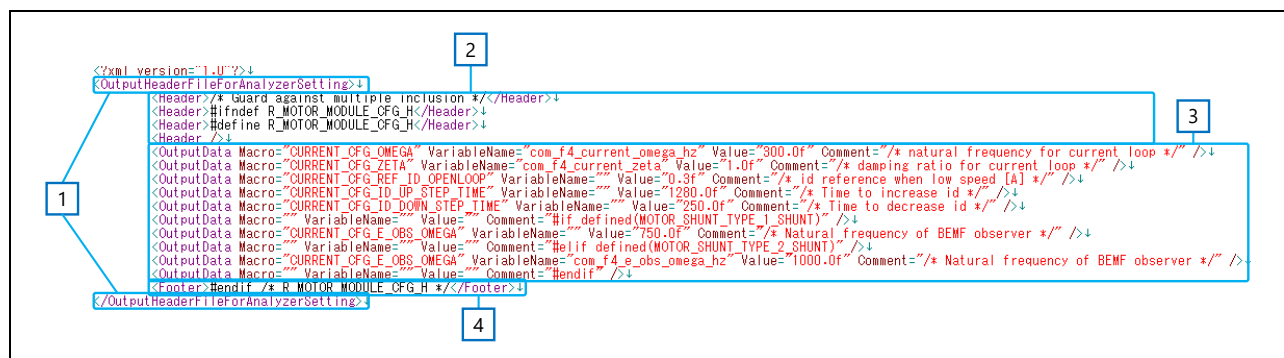 2
<?xml version="1.0"?>↓
<OutputHeaderFileForAnalyzerSetting>↓
<Header>/* Guard against multiple inclusion */</Header>↓
<Header>#ifndef R_MOTOR_MODULE_CFG_H</Header>↓
<Header>#define R_MOTOR_MODULE_CFG_H</Header>↓
<Header />↓
3
<OutputData Macro="CURRENT_CFG_OMEGA" VariableName="com_f4_current_omega_hz" Value="300.0f" Comment="/* natural frequency for current loop */" />↓
<OutputData Macro="CURRENT_CFG_ZETA" VariableName="com_f4_current_zeta" Value="1.0f" Comment="/* damping ratio for current loop */" />↓
<OutputData Macro="CURRENT_CFG_REF_ID_OPENLOOP" VariableName="" Value="0.3f" Comment="/* id reference when low speed [A] */" />↓
<OutputData Macro="CURRENT_CFG_ID_UP_STEP_TIME" VariableName="" Value="1280.0f" Comment="/* Time to increase id */" />↓
1
<OutputData Macro="CURRENT_CFG_ID_DOWN_STEP_TIME" VariableName="" Value="250.0f" Comment="/* Time to decrease id */" />↓
<OutputData Macro="" VariableName="" Value="" Comment="#if defined(MOTOR_SHUNT_TYPE_1_SHUNT)" />↓
<OutputData Macro="CURRENT_CFG_E_OBS_OMEGA" VariableName="" Value="750.0f" Comment="/* Natural frequency of BEMF observer */" />↓
<OutputData Macro="" VariableName="" Value="" Comment="#elif defined(MOTOR_SHUNT_TYPE_2_SHUNT)" />↓
<OutputData Macro="CURRENT_CFG_E_OBS_OMEGA" VariableName="com_f4_e_obs_omega_hz" Value="1000.0f" Comment="/* Natural frequency of BEMF observer */" />↓
<OutputData Macro="" VariableName="" Value="" Comment="#endif" />↓
<Footer>#endif /* R_MOTOR_MODULE_CFG_H */</Footer>↓
</OutputHeaderFileForAnalyzerSetting>↓
4